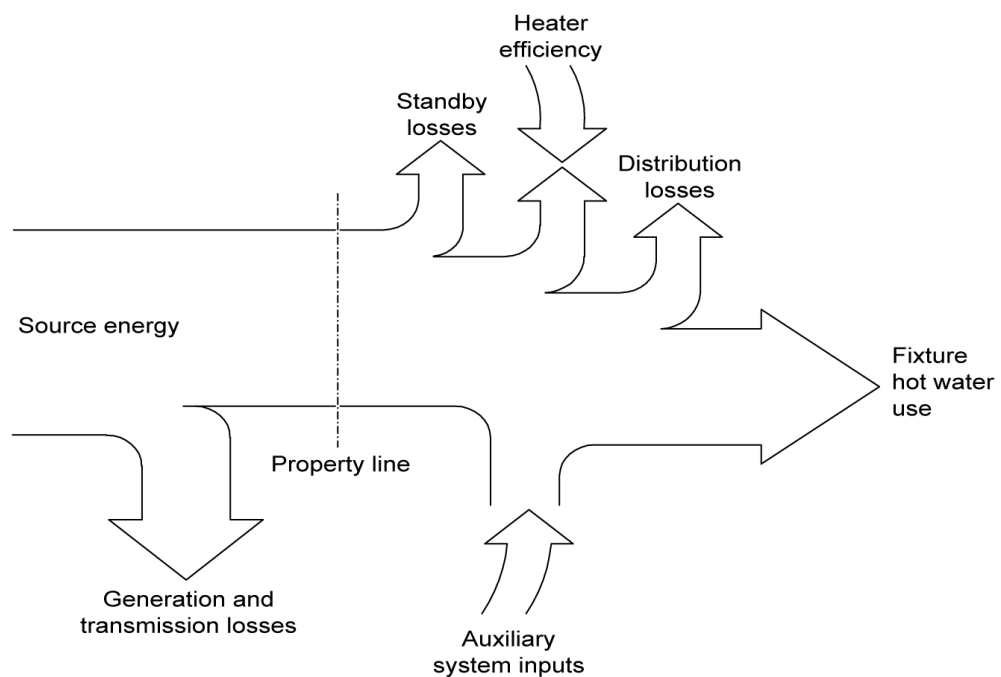 Heater
efficiency
Standby
losses
Distribution
losses
Source energy
Fixture
hot water
use
Property line
Generation and
transmission losses
Auxiliary
system inputs